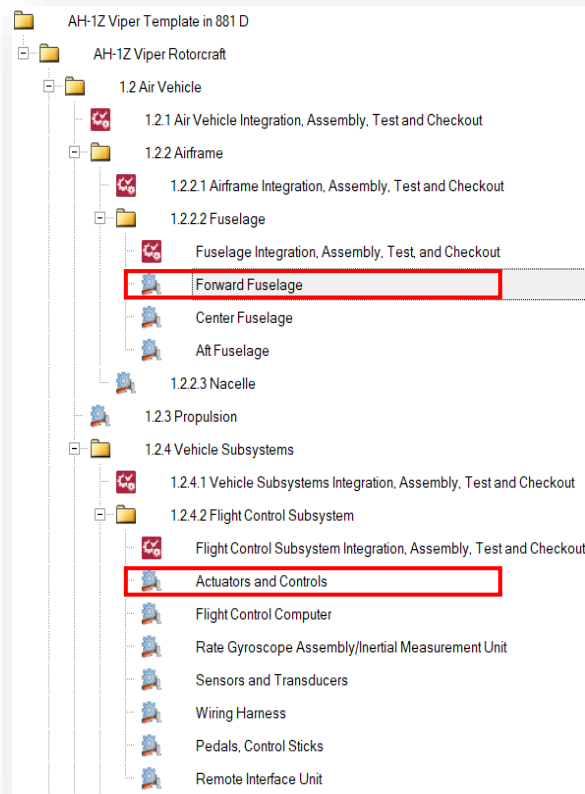 AH-1Z Viper Template in 881 D
AH-1Z Viper Rotorcraft
1.2 Air Vehicle
1.2.1 Air Vehicle Integration, Assembly, Test and Checkout
1.2.2 Airframe
1.2.2.1 Airframe Integration, Assembly, Test and Checkout
1.2.2.2 Fuselage
Fuselage Integration, Assembly, Test, and Checkout
Forward Fuselage
Center Fuselage
Aft Fuselage
1.2.2.3 Nacelle
1.2.3 Propulsion
1.2.4 Vehicle Subsystems
1.2.4.1 Vehicle Subsystems Integration, Assembly, Test and Checkout
1.2.4.2 Flight Control Subsystem
Flight Control Subsystem Integration, Assembly, Test and Checkout
Actuators and Controls
Flight Control Computer
Rate Gyroscope Assembly/Inertial Measurement Unit
Sensors and Transducers
Wiring Harness
Pedals, Control Sticks
Remote Interface Unit